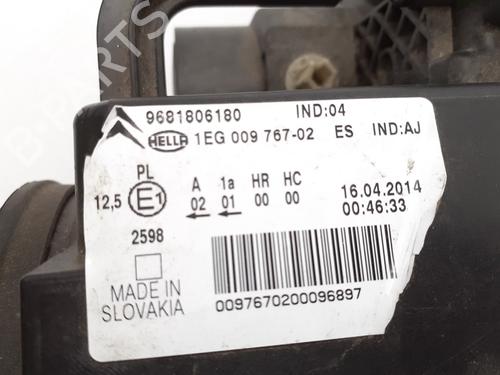 9681806180 IND:04
HELLA 1EG 009 767-02 ES IND:AJ
PL A 1a HR HC 16.04.2014
12,5 E1 02 01 00 00 00:46:33
2598
MADE IN
SLOVAKIA
0097670200096897
B PARTS